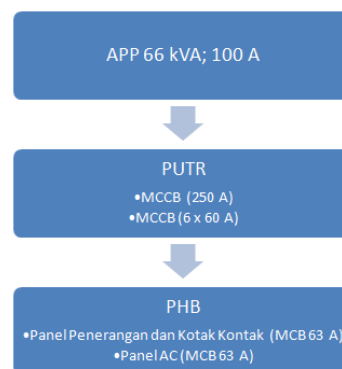 APP 66 kVA; 100 A
PUTR
•MCCB (250 A)
•MCCB (6 x 60 A)
PHB
•Panel Penerangan dan Kotak Kontak (MCB 63 A)
•Panel AC (MCB 63 A)